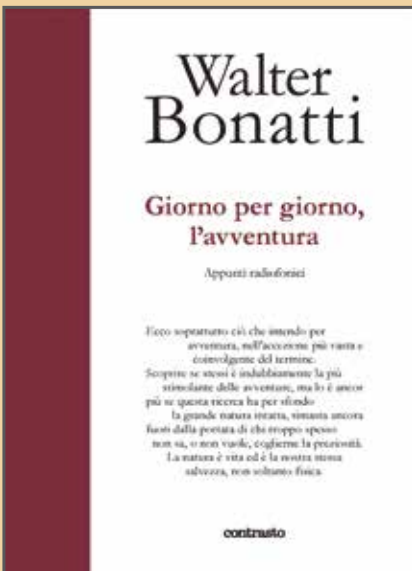 Walter
Bonatti
Giorno per giorno,
l'avventura
Appunti radiofonici
Ecco soprattutto ciò che intendo per
avventura, nell'accezione più vasta e
coinvolgente del termine.
Scoprire se stessi è indubbiamente la più
stimolante delle avventure, ma lo è ancor
più se questa ricerca ha per sfondo
la grande natura intatta, rimasta ancora
fuori dalla portata di chi troppo spesso
non sa, o non vuole, coglierne la preziosità.
La natura è vita ed è la nostra stessa
salvezza, non soltanto fisica.
contrasto